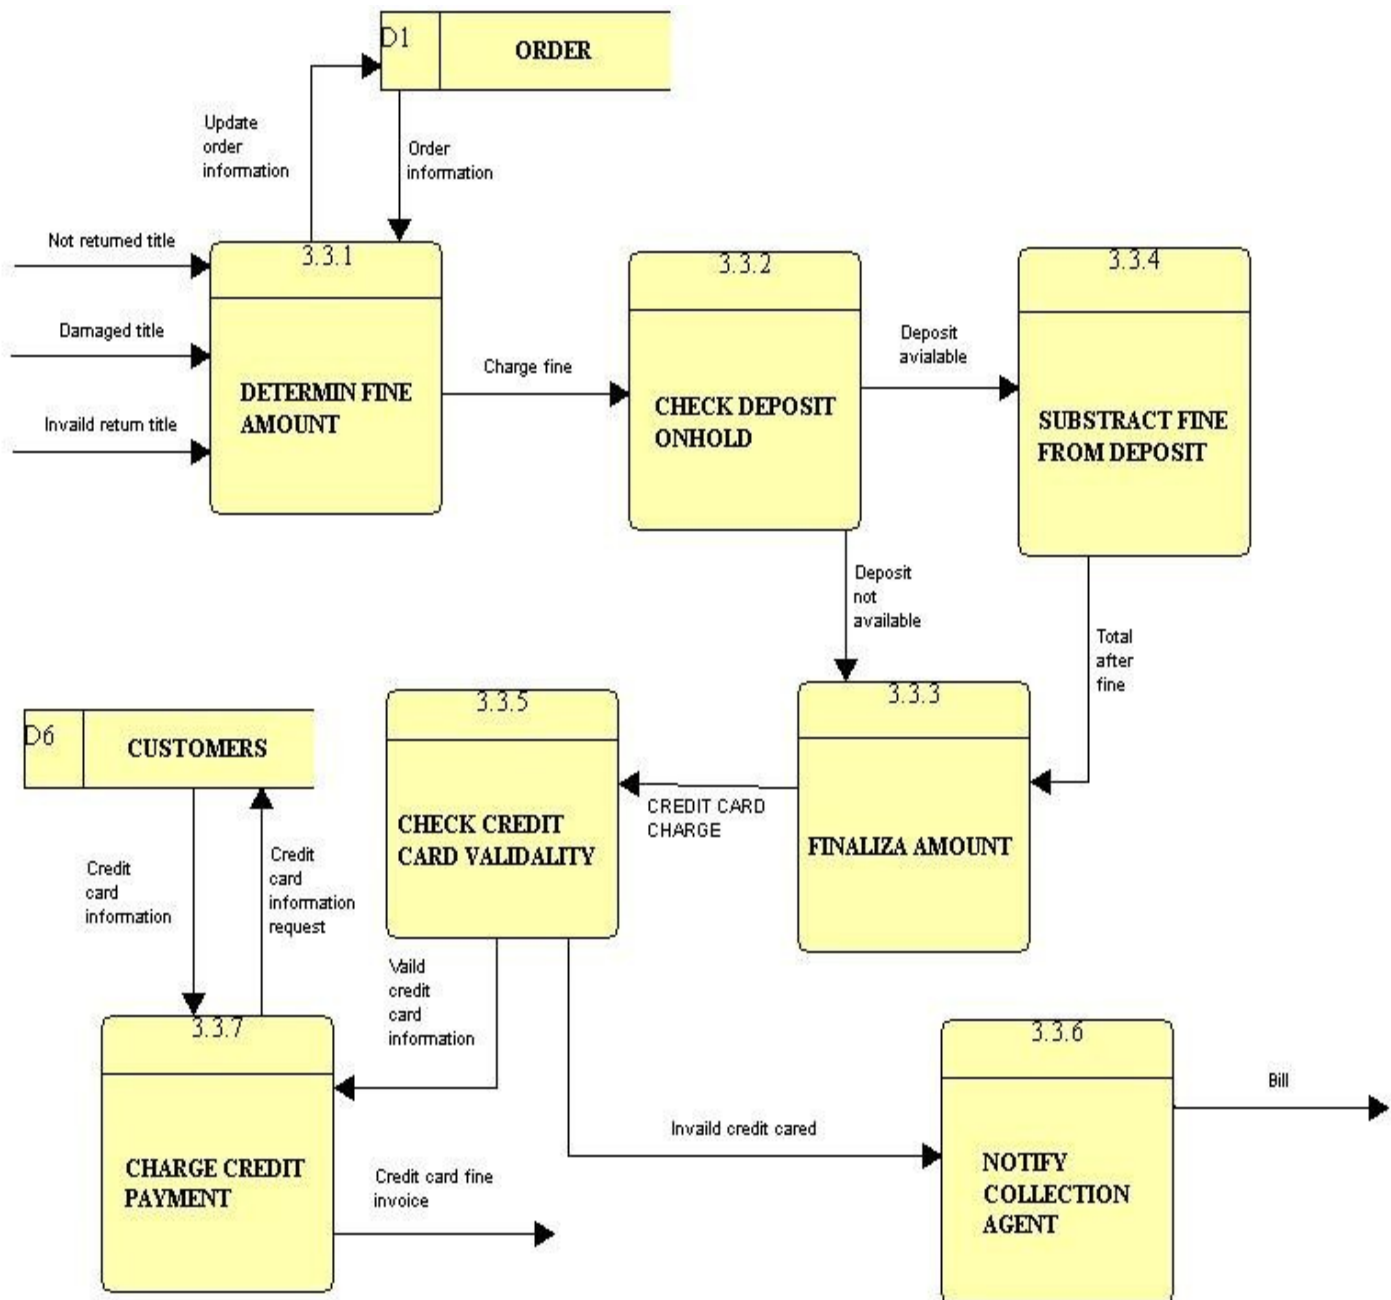 D1
ORDER
Update
order
information
Order
information
Not returned title
Damaged title
Invaild return title
3.3.1
DETERMIN FINE
AMOUNT
Charge fine
3.3.2
CHECK DEPOSIT
ONHOLD
Deposit
avialable
3.3.4
SUBSTRACT FINE
FROM DEPOSIT
Deposit
not
available
Total
after
fine
D6
CUSTOMERS
3.3.5
CHECK CREDIT
CARD VALIDALITY
CREDIT CARD
CHARGE
3.3.3
FINALIZA AMOUNT
Credit
card
information
Credit
card
information
request
Vaild
credit
card
information
3.3.7
CHARGE CREDIT
PAYMENT
Credit card fine
invoice
Invaild credit cared
3.3.6
NOTIFY
COLLECTION
AGENT
Bill